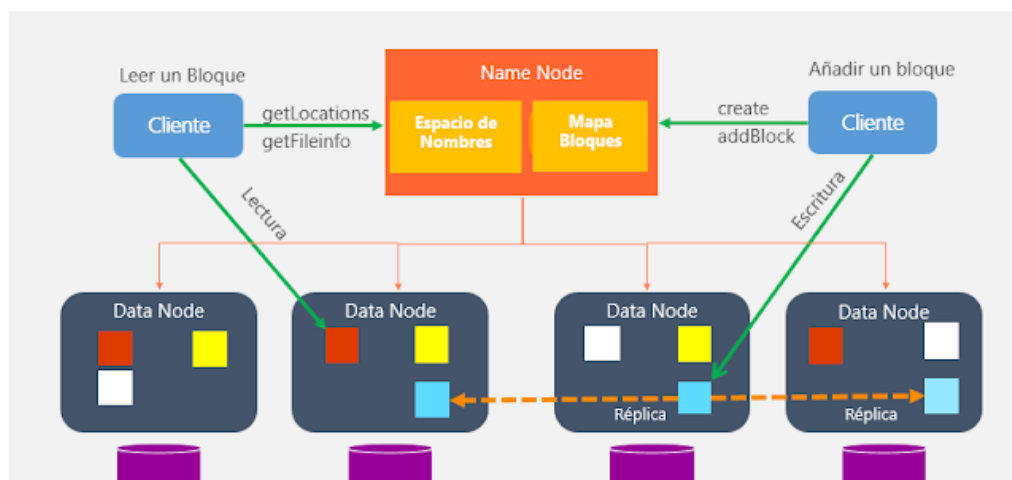 Leer un Bloque
Cliente
getLocations
getFileinfo
Name Node
Espacio de
Nombres
Mapa
Bloques
Añadir un bloque
Cliente
create
addBlock
Lectura
Escritura
Data Node
Data Node
Data Node
Data Node
Réplica
Réplica